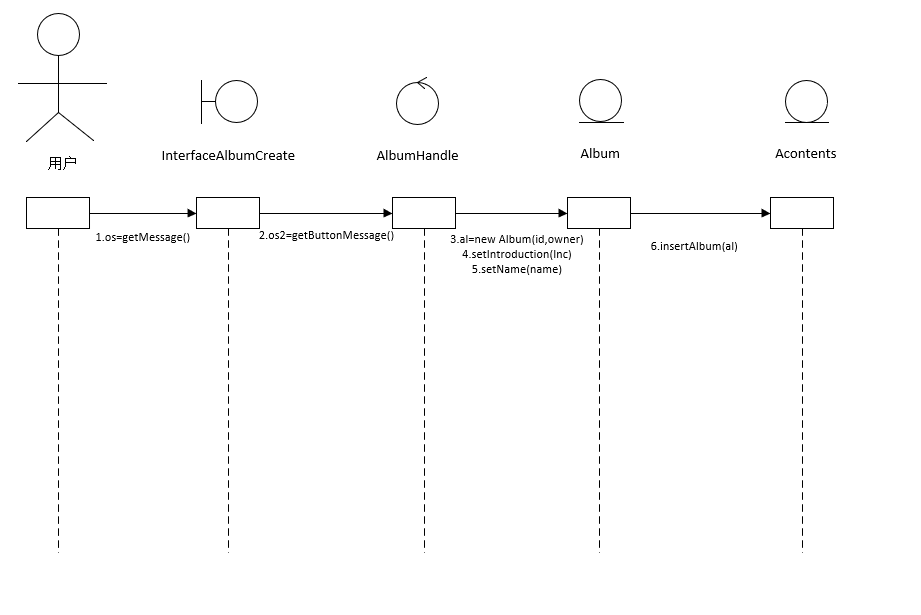 用户
InterfaceAlbumCreate
AlbumHandle
Album
Acontents
1.os=getMessage()
2.os2=getButtonMessage()
3.al=new Album(id,owner)
4.setIntroduction(Inc)
5.setName(name)
6.insertAlbum(al)